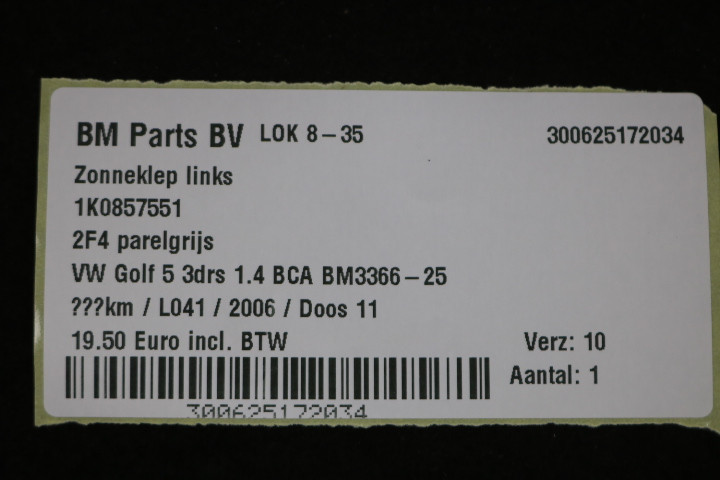 BM Parts BV LOK 8-35 300625172034
Zonneklep links
1K0857551
2F4 parelgrijs
VW Golf 5 3drs 1.4 BCA BM3366-25
???km / L041 / 2006 / Doos 11
19.50 Euro incl. BTW Verz: 10
Aantal: 1
300625172034